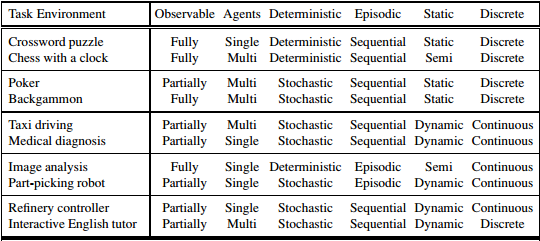 Task Environment Observable Agents Deterministic Episodic Static Discrete
Crossword puzzle Fully Single Deterministic Sequential Static Discrete
Chess with a clock Fully Multi Deterministic Sequential Semi Discrete
Poker Partially Multi Stochastic Sequential Static Discrete
Backgammon Fully Multi Stochastic Sequential Static Discrete
Taxi driving Partially Multi Stochastic Sequential Dynamic Continuous
Medical diagnosis Partially Single Stochastic Sequential Dynamic Continuous
Image analysis Fully Single Deterministic Episodic Semi Continuous
Part-picking robot Partially Single Stochastic Episodic Dynamic Continuous
Refinery controller Partially Single Stochastic Sequential Dynamic Continuous
Interactive English tutor Partially Multi Stochastic Sequential Dynamic Discrete